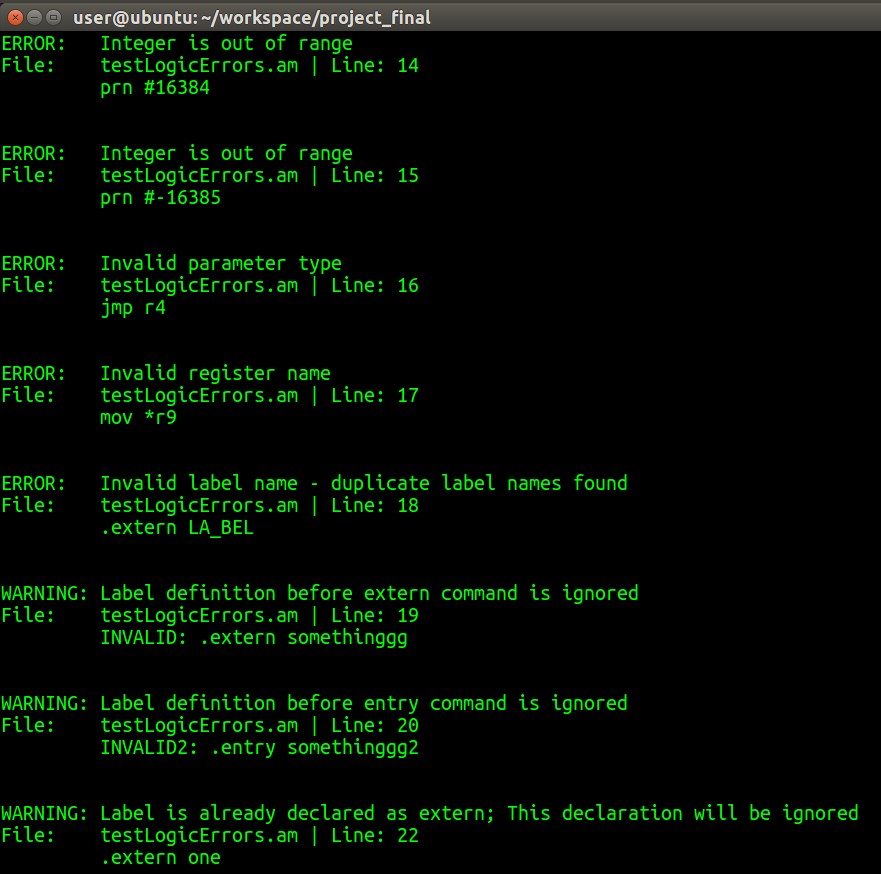 user@ubuntu: ~/workspace/project_final
ERROR: Integer is out of range
File: testLogicErrors.am | Line: 14
prn #16384
ERROR: Integer is out of range
File: testLogicErrors.am | Line: 15
prn #-16385
ERROR: Invalid parameter type
File: testLogicErrors.am | Line: 16
jmp r4
ERROR: Invalid register name
File: testLogicErrors.am | Line: 17
mov *r9
ERROR: Invalid label name - duplicate label names found
File: testLogicErrors.am | Line: 18
.extern LA_BEL
WARNING: Label definition before extern command is ignored
File: testLogicErrors.am | Line: 19
INVALID: .extern somethinggg
WARNING: Label definition before entry command is ignored
File: testLogicErrors.am | Line: 20
INVALID2: .entry somethinggg2
WARNING: Label is already declared as extern; This declaration will be ignored
File: testLogicErrors.am | Line: 22
.extern one